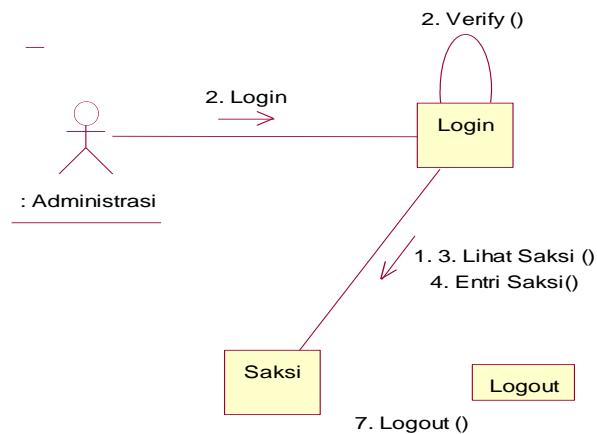 2. Verify ()
2. Login
Login
: Administrasi
1. 3. Lihat Saksi ()
4. Entri Saksi()
Saksi
Logout
7. Logout ()